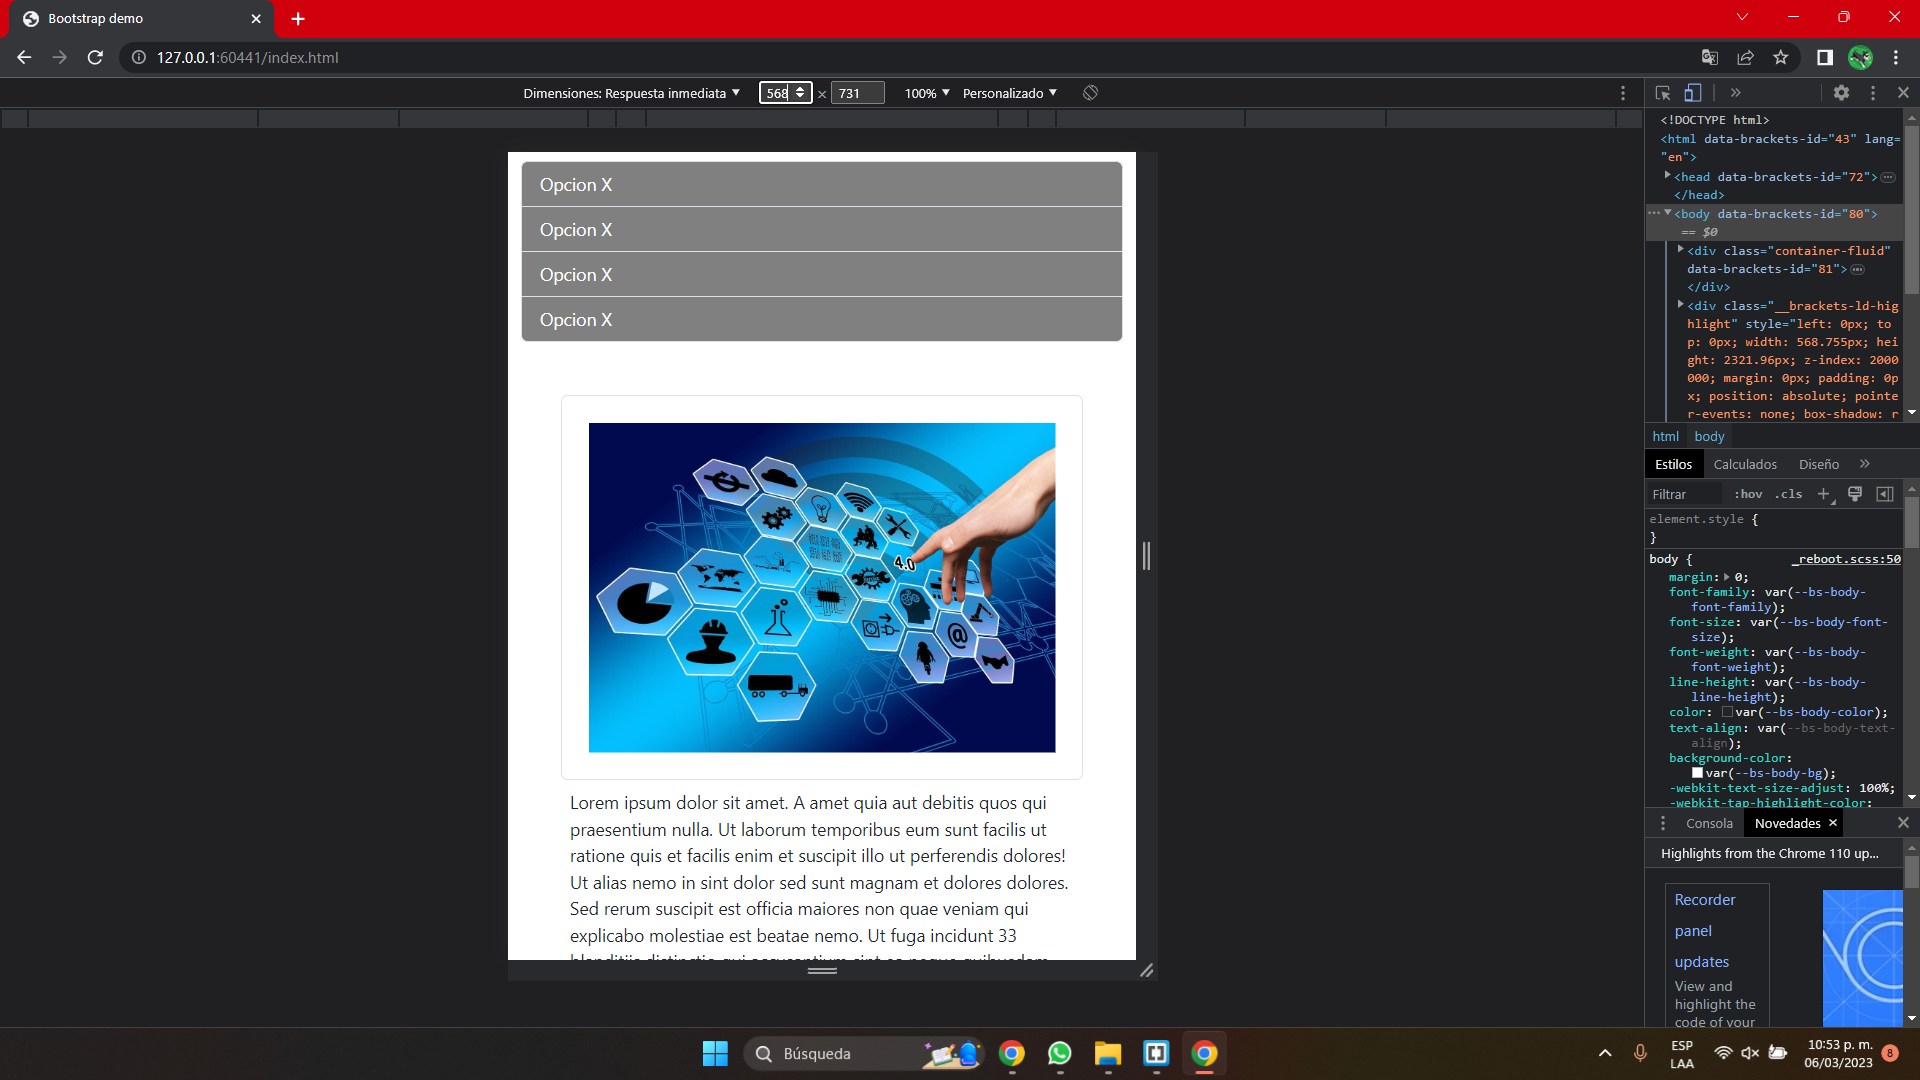 Bootstrap demo
127.0.0.1:60441/index.html
Dimensiones: Respuesta inmediata ▼ 568 × 731 100% ▼ Personalizado ▼
Opcion X
Opcion X
Opcion X
Opcion X
4.0
@
Lorem ipsum dolor sit amet. A amet quia aut debitis quos qui
praesentium nulla. Ut laborum temporibus eum sunt facilis ut
ratione quis et facilis enim et suscipit illo ut perferendis dolores!
Ut alias nemo in sint dolor sed sunt magnam et dolores dolores.
Sed rerum suscipit est officia maiores non quae veniam qui
explicabo molestiae est beatae nemo. Ut fuga incidunt 33
<!DOCTYPE html>
<html data-brackets-id="43" lang=
"en">
<head data-brackets-id="72"> ⋯
</head>
⋯ <body data-brackets-id="80">
== $0
<div class="container-fluid"
data-brackets-id="81"> ⋯
</div>
<div class="__brackets-ld-hig
hlight" style="left: 0px; to
p: 0px; width: 568.755px; hei
ght: 2321.96px; z-index: 2000
000; margin: 0px; padding: 0p
x; position: absolute; pointe
r-events: none; box-shadow: r
html body
Estilos Calculados Diseño »
Filtrar :hov .cls +
element.style {
}
body { _reboot.scss:50
margin: ▶ 0;
font-family: var(--bs-body-
font-family);
font-size: var(--bs-body-font-
size);
font-weight: var(--bs-body-
font-weight);
line-height: var(--bs-body-
line-height);
color: var(--bs-body-color);
text-align: var(--bs-body-text-
align);
background-color:
var(--bs-body-bg);
-webkit-text-size-adjust: 100%;
-webkit-tap-highlight-color:
Consola Novedades ×
Highlights from the Chrome 110 up...
Recorder
panel
updates
View and
highlight the
code of your
Búsqueda
ESP
LAA
10:53 p. m.
06/03/2023
8